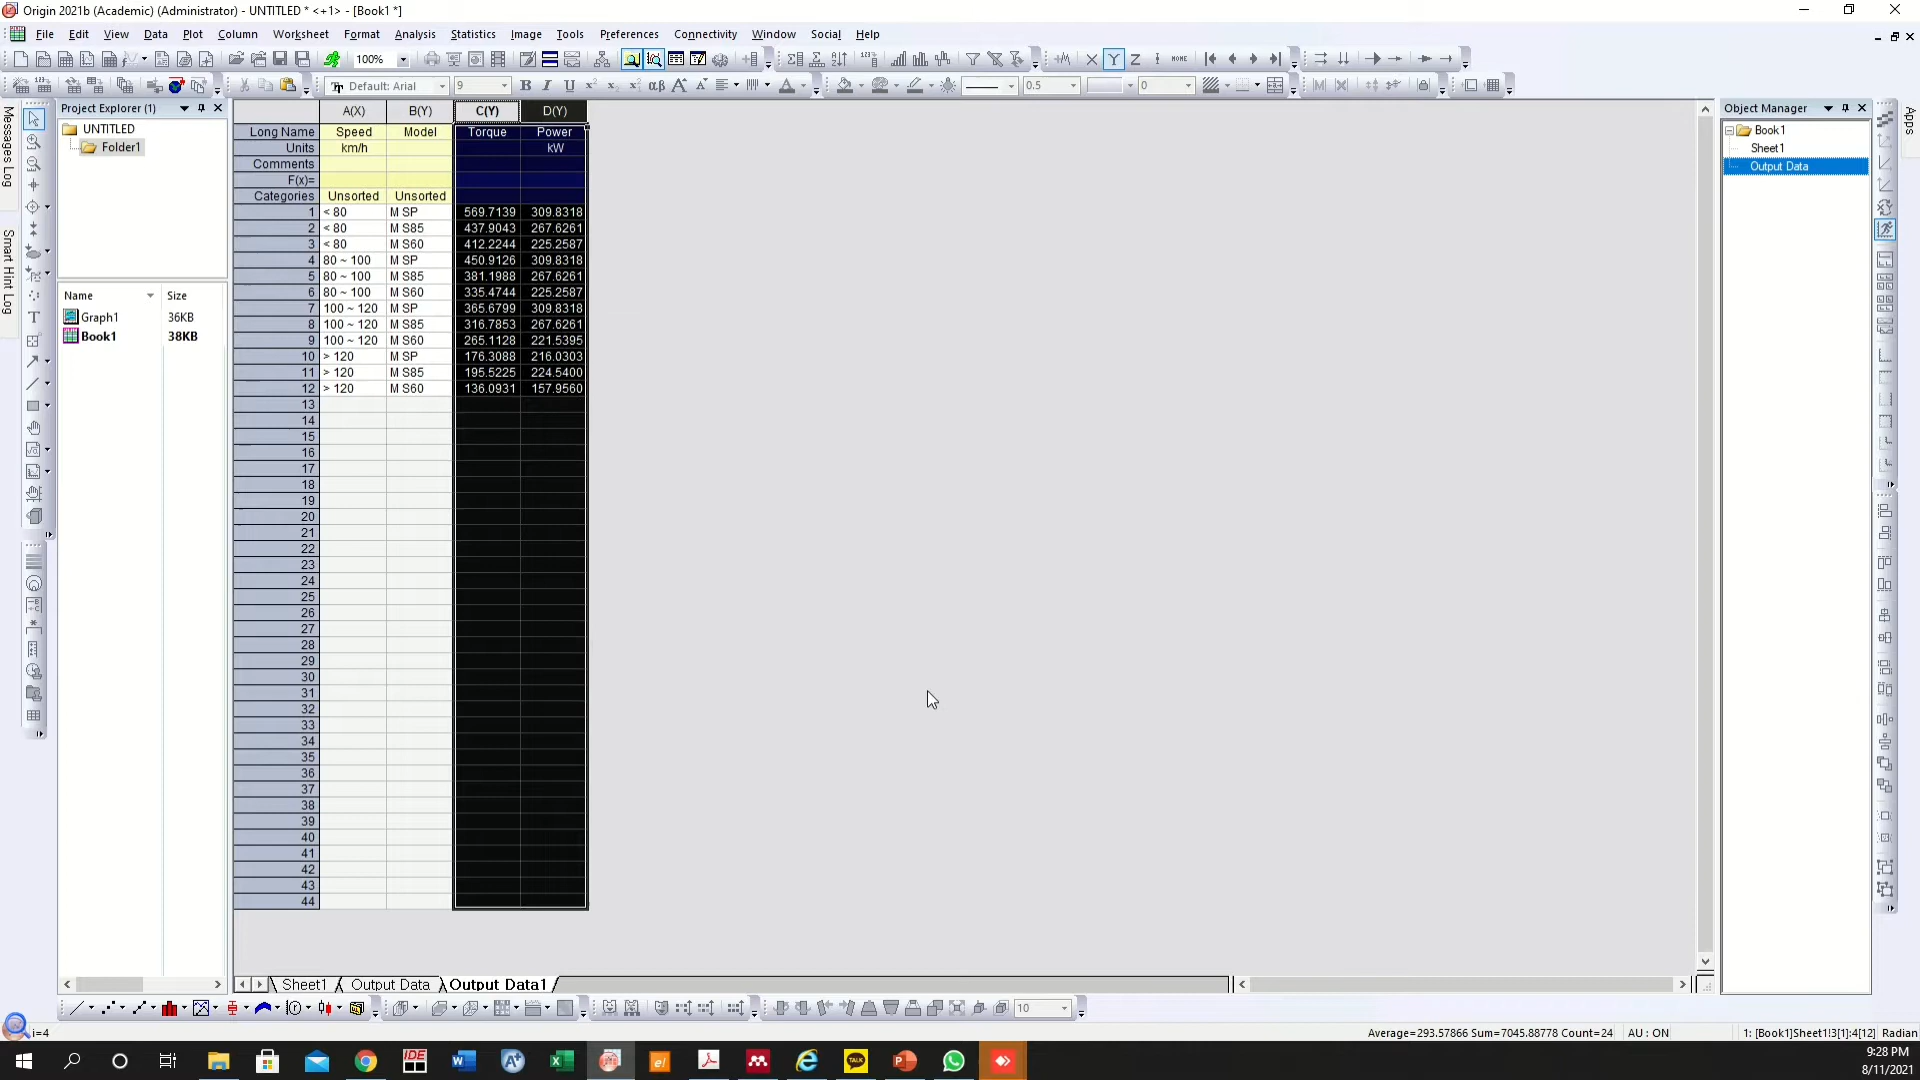 Origin 2021b (Academic) (Administrator) - UNTITLED * <+1> - [Book1 *]
File Edit View Data Plot Column Worksheet Format Analysis Statistics Image Tools Preferences Connectivity Window Social Help
100%
Default: Arial 9 0.5 0 HOME
Messages Log
Smart Hint Log
Project Explorer (1)
UNTITLED
Folder1
Name Size
Graph1 36KB
Book1 38KB
A(X) B(Y) C(Y) D(Y)
Long Name Speed Model Torque Power
Units km/h kW
Comments
F(x)=
Categories Unsorted Unsorted
1 < 80 M SP 569.7139 309.8318
2 < 80 M S85 437.9043 267.6261
3 < 80 M S60 412.2244 225.2587
4 80 ~ 100 M SP 450.9126 309.8318
5 80 ~ 100 M S85 381.1988 267.6261
6 80 ~ 100 M S60 335.4744 225.2587
7 100 ~ 120 M SP 365.6799 309.8318
8 100 ~ 120 M S85 316.7853 267.6261
9 100 ~ 120 M S60 265.1128 221.5395
10 > 120 M SP 176.3088 216.0303
11 > 120 M S85 195.5225 224.5400
12 > 120 M S60 136.0931 157.9560
13
14
15
16
17
18
19
20
21
22
23
24
25
26
27
28
29
30
31
32
33
34
35
36
37
38
39
40
41
42
43
44
Sheet1 Output Data Output Data1
Object Manager
Book1
Sheet1
Output Data
Apps
10
i=4
Average=293.57866 Sum=7045.88778 Count=24 AU : ON 1: [Book1]Sheet1!3[1]:4[12] Radian
9:28 PM
8/11/2021